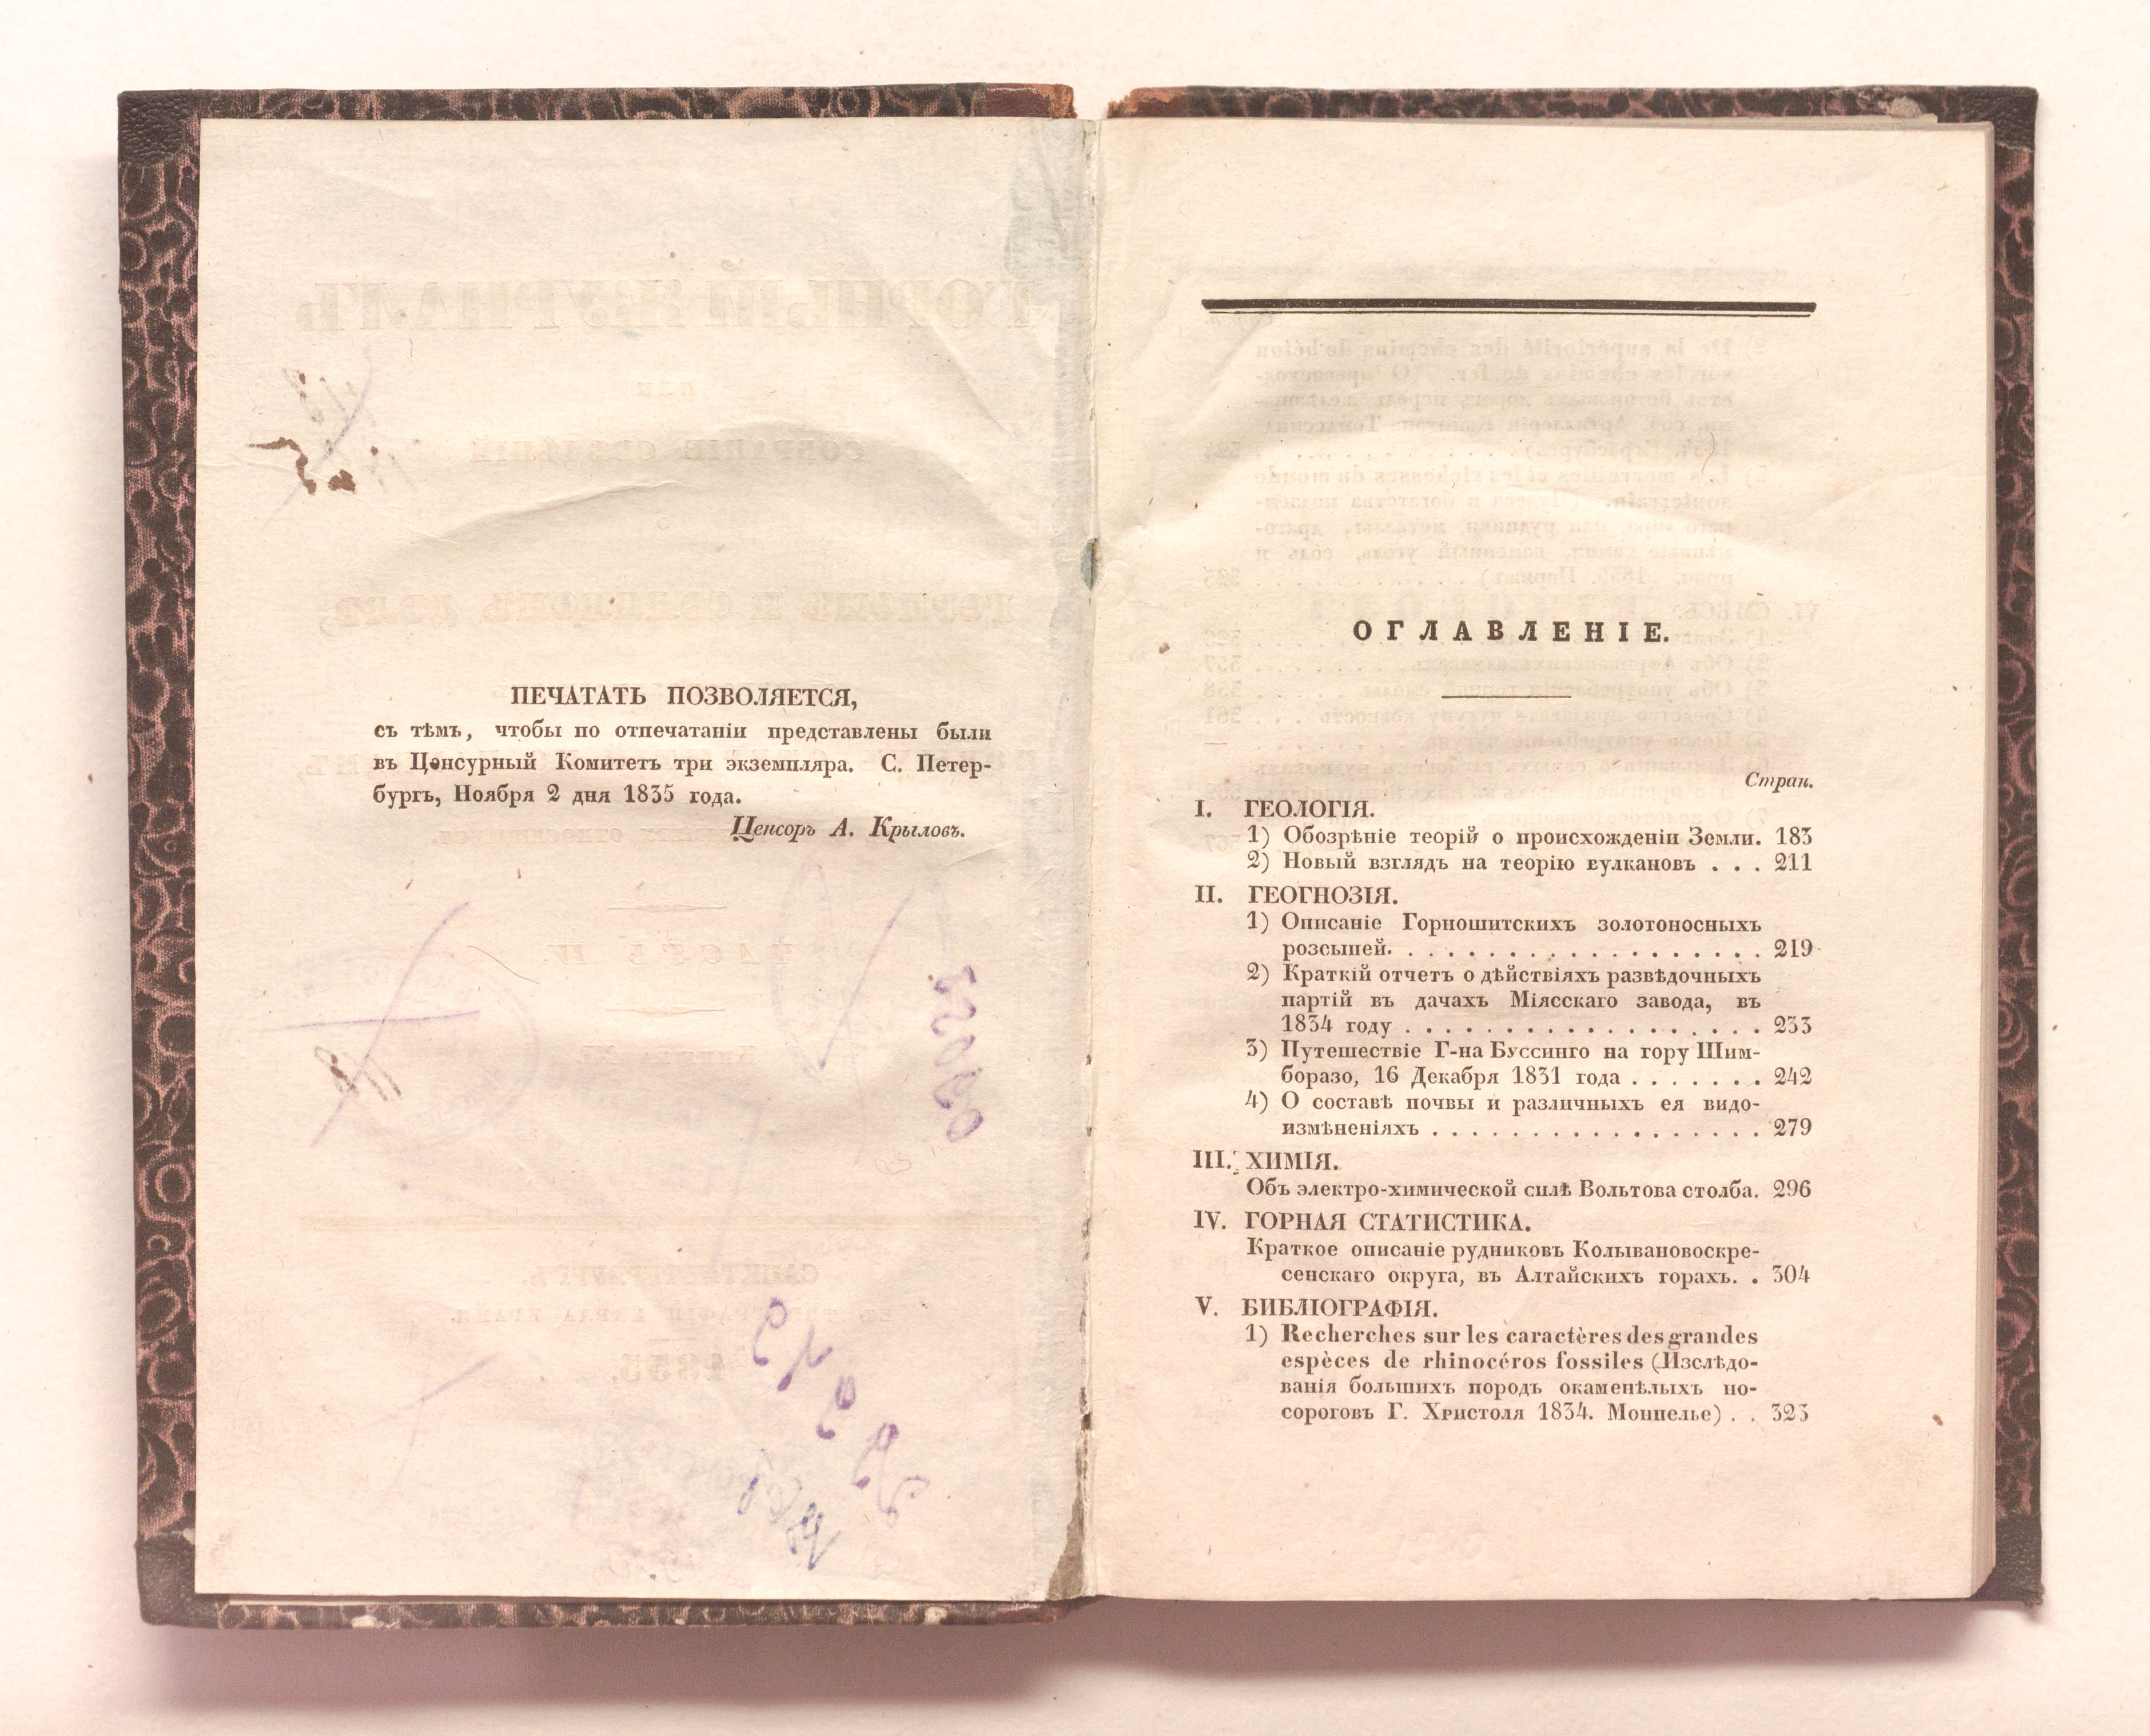 ПЕЧАТАТЬ ПОЗВОЛЯЕТСЯ,
съ тѣмъ, чтобы по отпечатаніи представлены были
въ Ценсурный Комитетъ три экземпляра. С. Петер-
бургъ, Ноября 2 дня 1835 года.
Ценсоръ А. Крыловъ.
ОГЛАВЛЕНІЕ.
Стран.
I. ГЕОЛОГІЯ.
1) Обозрѣніе теорій о происхожденіи Земли. 183
2) Новый взглядъ на теорію вулкановъ . . . 211
II. ГЕОГНОЗІЯ.
1) Описаніе Горношитскихъ золотоносныхъ
розсыпей. . . . . . . . . . . . . . . . . . . 219
2) Краткій отчетъ о дѣйствіяхъ развѣдочныхъ
партій въ дачахъ Міясскаго завода, въ
1834 году . . . . . . . . . . . . . . . . . . 233
3) Путешествіе Г-на Буссинго на гору Шим-
боразо, 16 Декабря 1831 года . . . . . . . 242
4) О составѣ почвы и различныхъ ея видо-
измѣненіяхъ . . . . . . . . . . . . . . . . . 279
III. ХИМІЯ.
Объ электро-химической силѣ Вольтова столба. 296
IV. ГОРНАЯ СТАТИСТИКА.
Краткое описаніе рудниковъ Колывановоскре-
сенскаго округа, въ Алтайскихъ горахъ. . 304
V. БИБЛІОГРАФІЯ.
1) Recherches sur les caractères des grandes
espèces de rhinocéros fossiles (Изслѣдо-
ванія большихъ породъ окаменѣлыхъ но-
сороговъ Г. Христоля 1834. Монпелье) . . 323